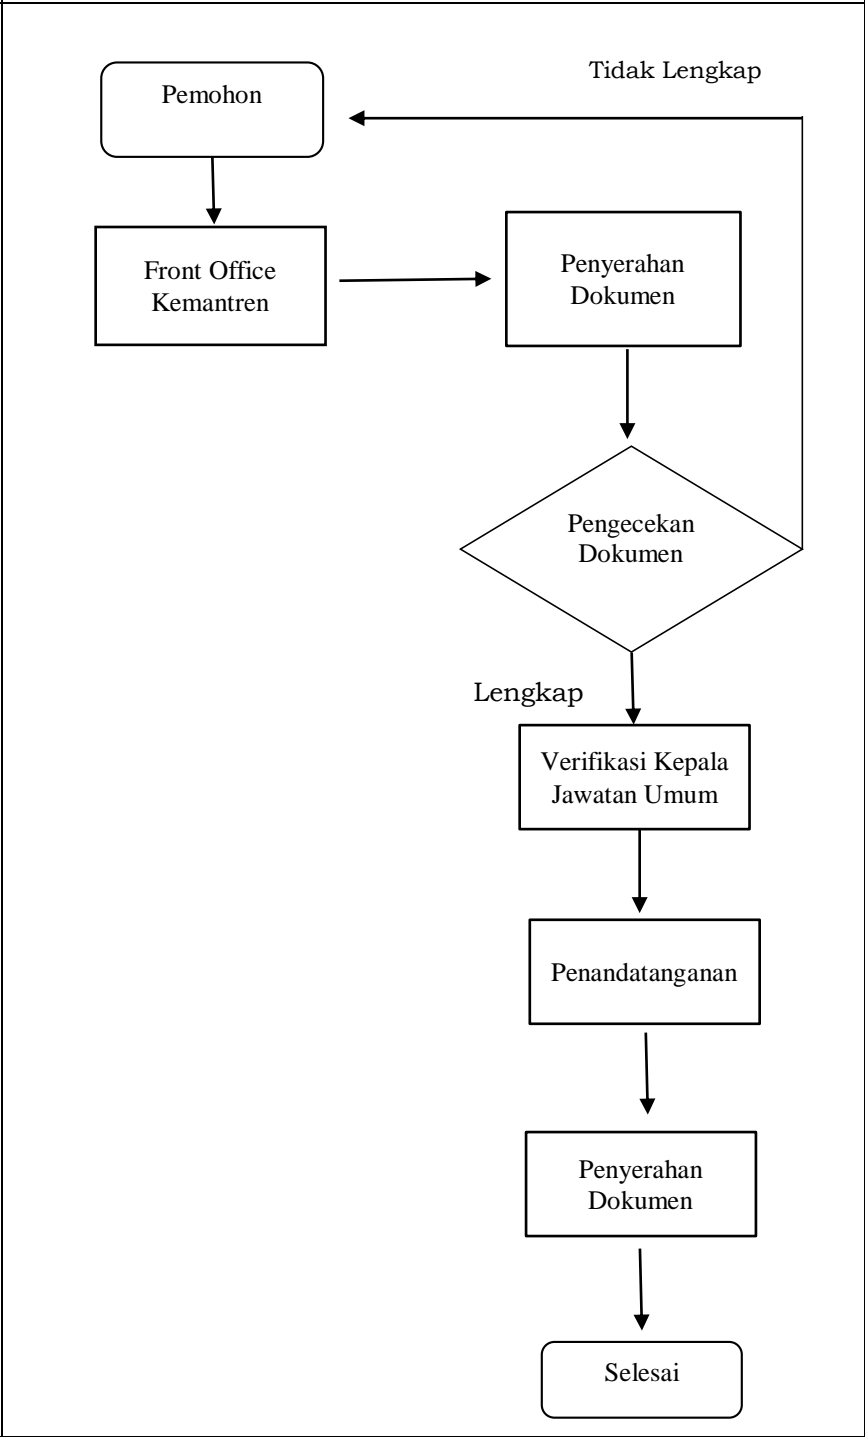 Pemohon
Tidak Lengkap
Front Office
Kemantren
Penyerahan
Dokumen
Pengecekan
Dokumen
Lengkap
Verifikasi Kepala
Jawatan Umum
Penandatanganan
Penyerahan
Dokumen
Selesai